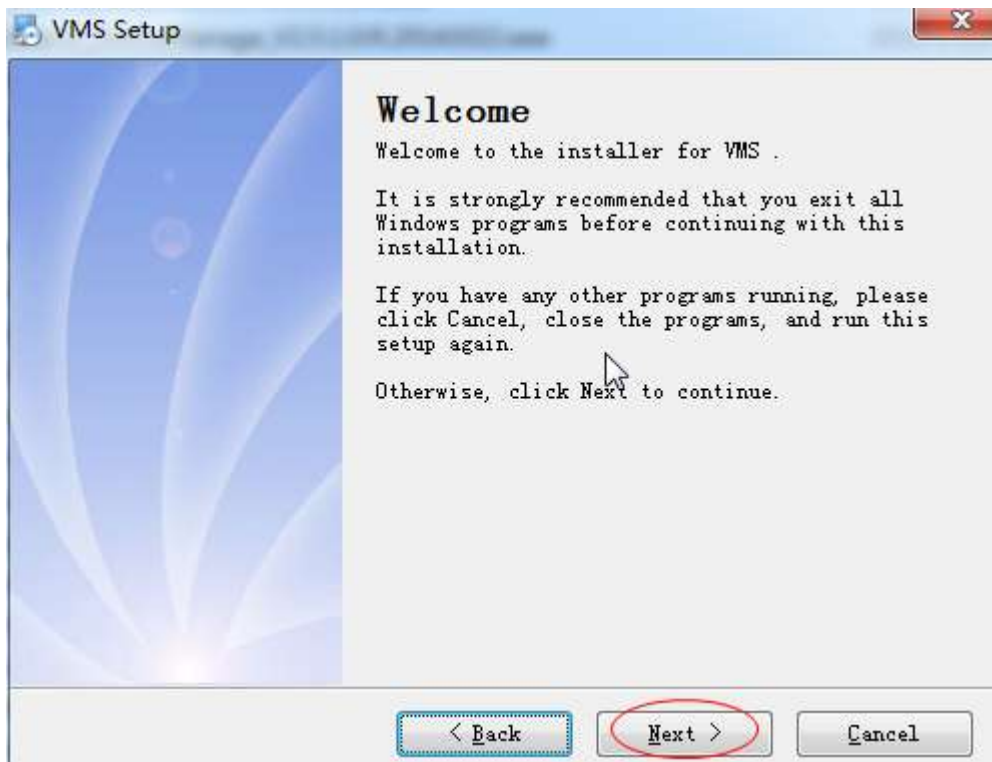 VMS Setup
Welcome
Welcome to the installer for VMS .
It is strongly recommended that you exit all
Windows programs before continuing with this
installation.
If you have any other programs running, please
click Cancel, close the programs, and run this
setup again.
Otherwise, click Next to continue.
< Back
Next >
Cancel